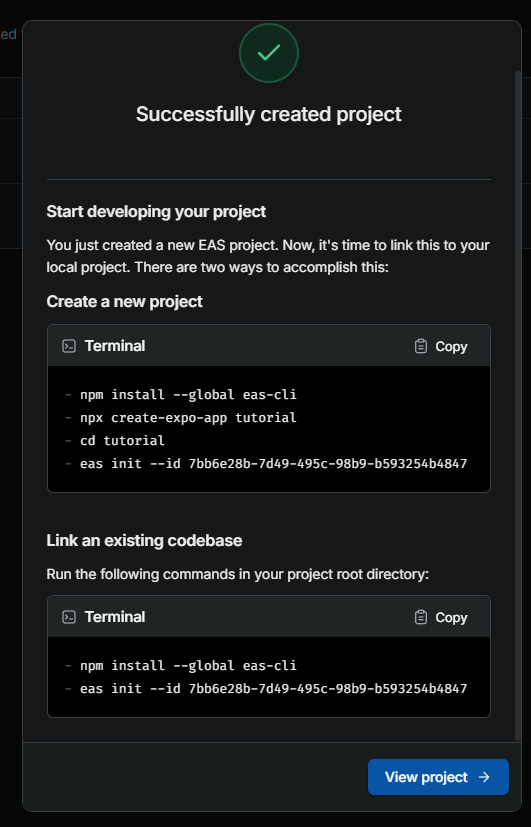 ted
Successfully created project
Start developing your project
You just created a new EAS project. Now, it's time to link this to your
local project. There are two ways to accomplish this:
Create a new project
Terminal
Copy
- npm install --global eas-cli
- npx create-expo-app tutorial
- cd tutorial
- eas init --id 7bb6e28b-7d49-495c-98b9-b593254b4847
Link an existing codebase
Run the following commands in your project root directory:
Terminal
Copy
- npm install --global eas-cli
- eas init --id 7bb6e28b-7d49-495c-98b9-b593254b4847
View project →